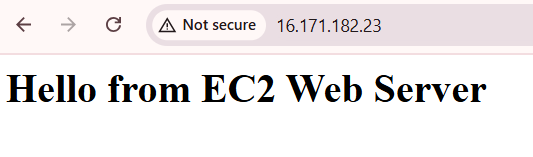 Not secure 16.171.182.23
Hello from EC2 Web Server